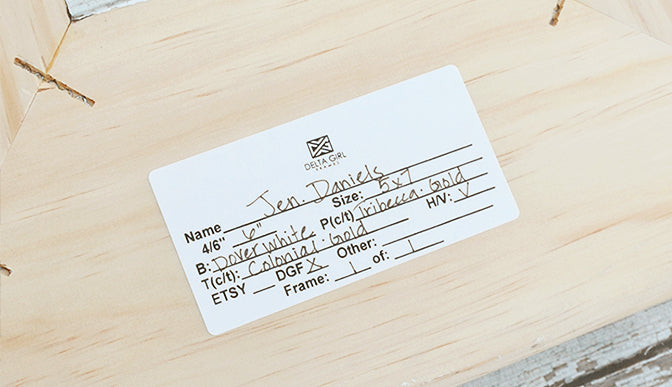 DELTA GIRL
FRAMES
Name Jen. Daniels
4/6" 6" Size: 5x7
B: Dover White P(c/t) Tribecca. Gold
T(c/t): Colonial. Gold H/V: V
ETSY DGF X Other:
Frame: 1 of: 1